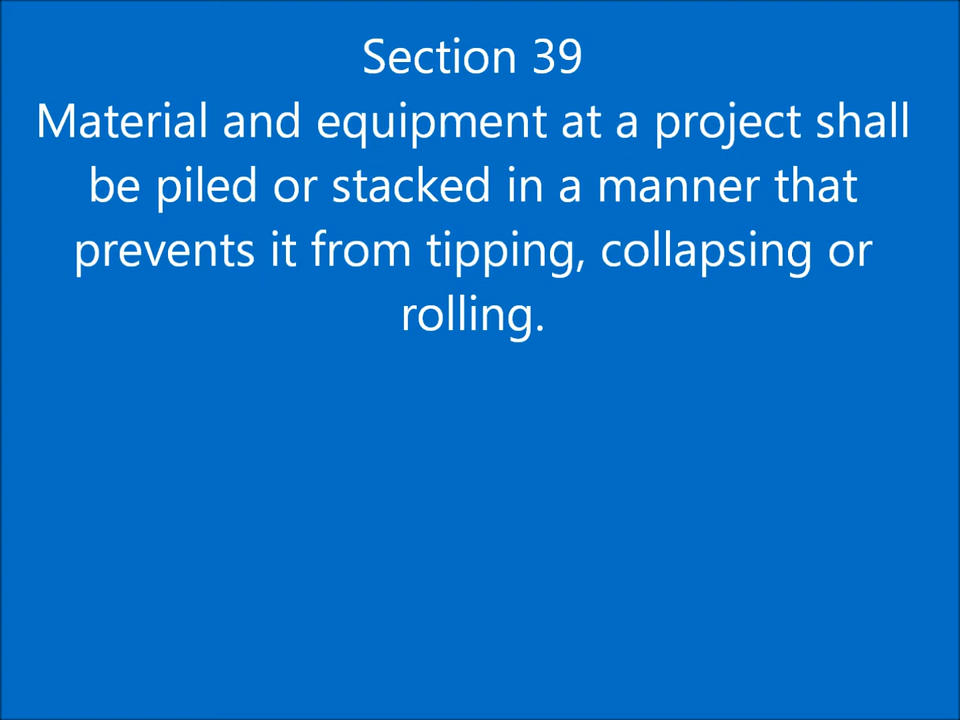 Section 39
Material and equipment at a project shall
be piled or stacked in a manner that
prevents it from tipping, collapsing or
rolling.